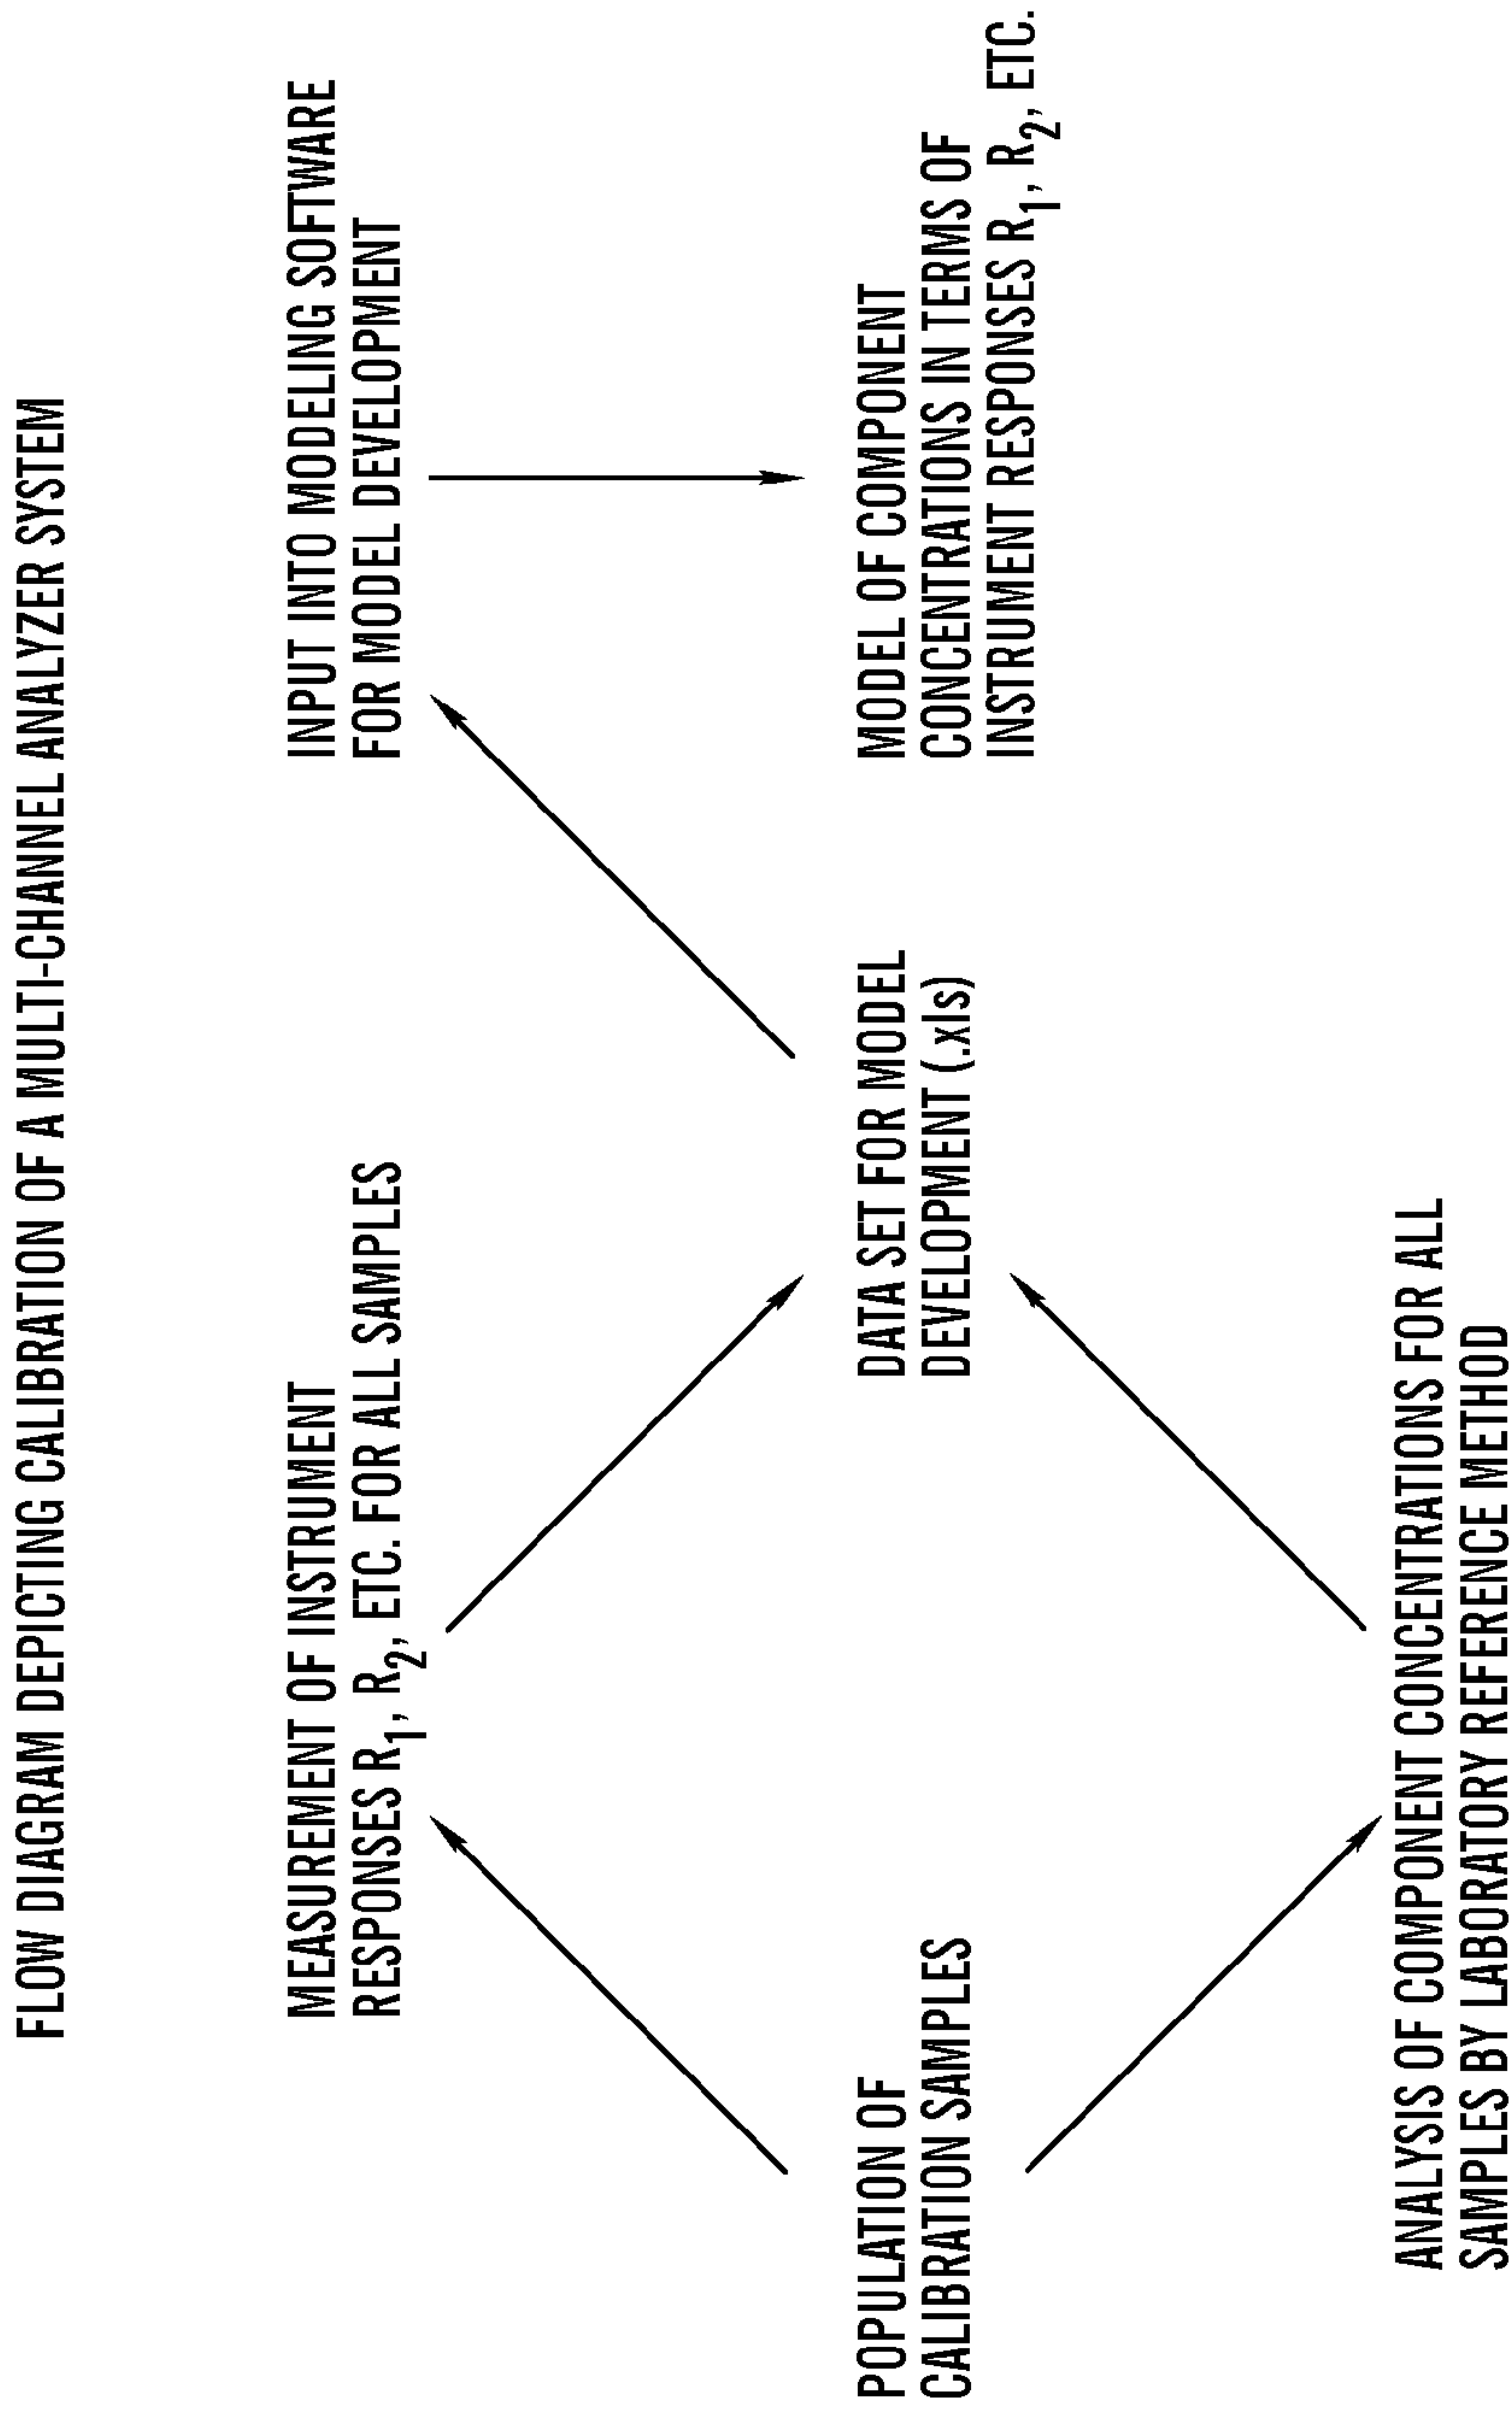 FLOW DIAGRAM DEPICTING CALIBRATION OF A MULTI-CHANNEL ANALYZER SYSTEM
MEASUREMENT OF INSTRUMENT
RESPONSES R1, R2, ETC. FOR ALL SAMPLES
INPUT INTO MODELING SOFTWARE
FOR MODEL DEVELOPMENT
POPULATION OF
CALIBRATION SAMPLES
DATA SET FOR MODEL
DEVELOPMENT (.xls)
MODEL OF COMPONENT
CONCENTRATIONS IN TERMS OF
INSTRUMENT RESPONSES R1, R2, ETC.
ANALYSIS OF COMPONENT CONCENTRATIONS FOR ALL
SAMPLES BY LABORATORY REFERENCE METHOD